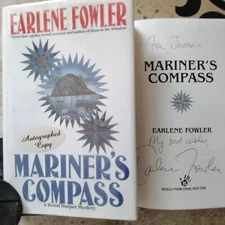 EARLENE FOWLER
Autographed
Copy
MARINER'S
COMPASS
A Benni Harper Mystery
For Jason-
MARINER'S
COMPASS
EARLENE FOWLER
My best wishes
Earlene Fowler